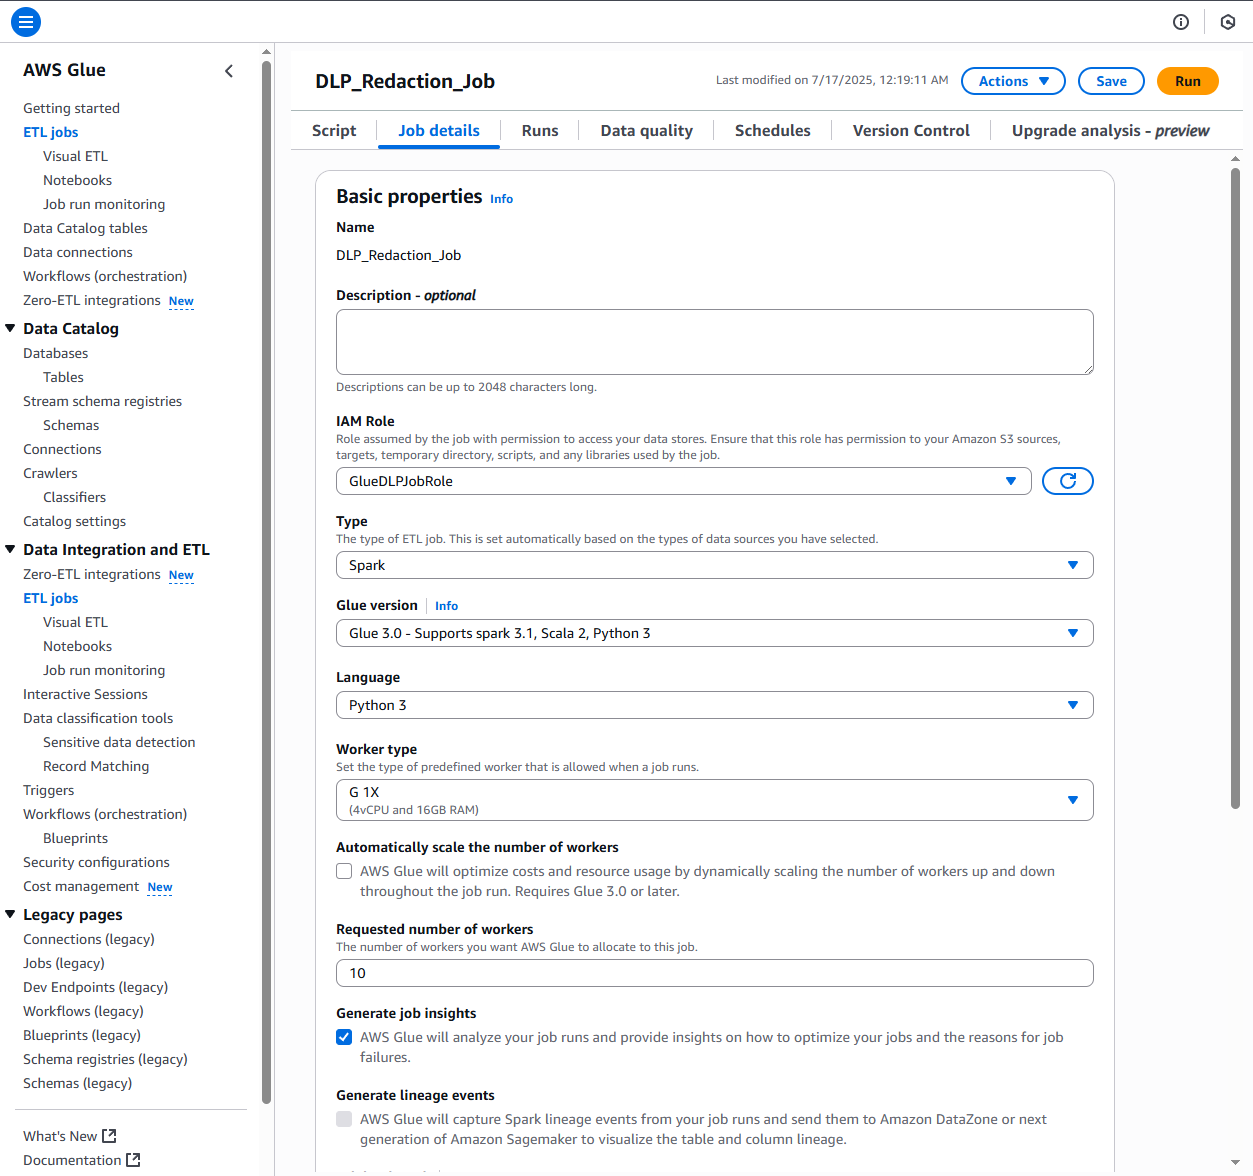 AWS Glue
Getting started
ETL jobs
Visual ETL
Notebooks
Job run monitoring
Data Catalog tables
Data connections
Workflows (orchestration)
Zero-ETL integrations New
Data Catalog
Databases
Tables
Stream schema registries
Schemas
Connections
Crawlers
Classifiers
Catalog settings
Data Integration and ETL
Zero-ETL integrations New
ETL jobs
Visual ETL
Notebooks
Job run monitoring
Interactive Sessions
Data classification tools
Sensitive data detection
Record Matching
Triggers
Workflows (orchestration)
Blueprints
Security configurations
Cost management New
Legacy pages
Connections (legacy)
Jobs (legacy)
Dev Endpoints (legacy)
Workflows (legacy)
Blueprints (legacy)
Schema registries (legacy)
Schemas (legacy)
What's New
Documentation
DLP_Redaction_Job
Last modified on 7/17/2025, 12:19:11 AM
Actions
Save
Run
Script
Job details
Runs
Data quality
Schedules
Version Control
Upgrade analysis - preview
Basic properties Info
Name
DLP_Redaction_Job
Description - optional
Descriptions can be up to 2048 characters long.
IAM Role
Role assumed by the job with permission to access your data stores. Ensure that this role has permission to your Amazon S3 sources,
targets, temporary directory, scripts, and any libraries used by the job.
GlueDLPJobRole
Type
The type of ETL job. This is set automatically based on the types of data sources you have selected.
Spark
Glue version Info
Glue 3.0 - Supports spark 3.1, Scala 2, Python 3
Language
Python 3
Worker type
Set the type of predefined worker that is allowed when a job runs.
G 1X
(4vCPU and 16GB RAM)
Automatically scale the number of workers
AWS Glue will optimize costs and resource usage by dynamically scaling the number of workers up and down
throughout the job run. Requires Glue 3.0 or later.
Requested number of workers
The number of workers you want AWS Glue to allocate to this job.
10
Generate job insights
AWS Glue will analyze your job runs and provide insights on how to optimize your jobs and the reasons for job
failures.
Generate lineage events
AWS Glue will capture Spark lineage events from your job runs and send them to Amazon DataZone or next
generation of Amazon Sagemaker to visualize the table and column lineage.